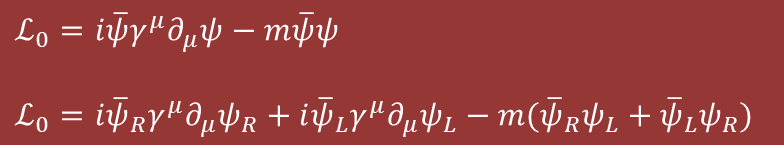 ℒ₀ = iψ̄γ^μ∂_μψ − mψ̄ψ
ℒ₀ = iψ̄_Rγ^μ∂_μψ_R + iψ̄_Lγ^μ∂_μψ_L − m(ψ̄_Rψ_L + ψ̄_Lψ_R)